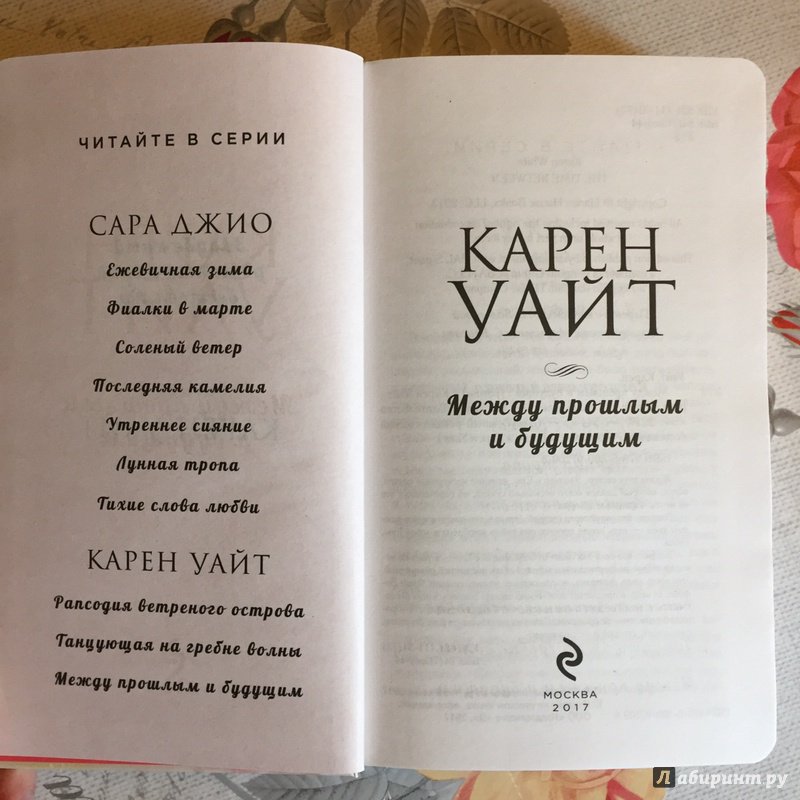 ЧИТАЙТЕ В СЕРИИ
САРА ДЖИО
Ежевичная зима
Фиалки в марте
Соленый ветер
Последняя камелия
Утреннее сияние
Лунная тропа
Тихие слова любви
КАРЕН УАЙТ
Рапсодия ветреного острова
Танцующая на гребне волны
Между прошлым и будущим
КАРЕН
УАЙТ
Между прошлым
и будущим
МОСКВА
2017
Лабиринт.ру